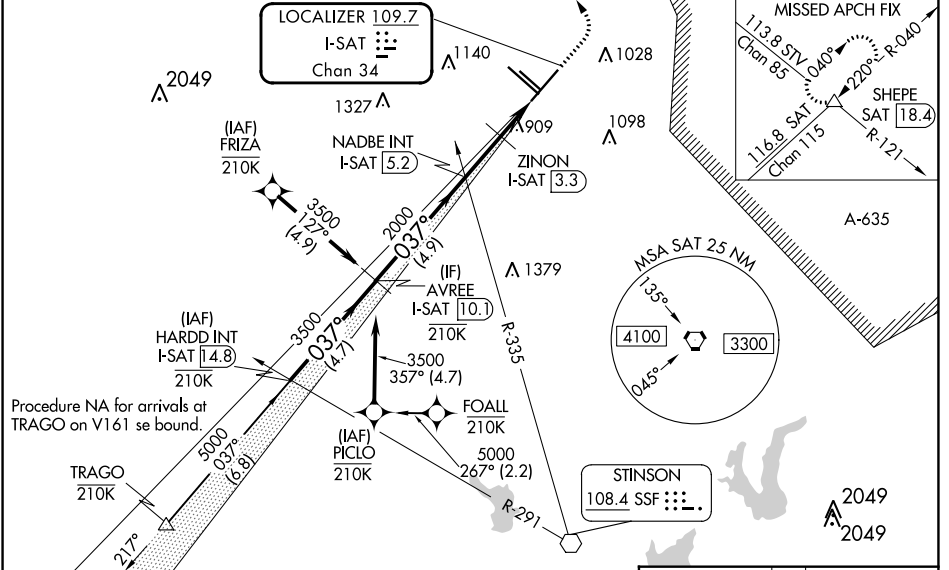 LOCALIZER 109.7
I-SAT
Chan 34
1140
1028
2049
1327
909
1098
(IAF)
FRIZA
210K
NADBE INT
I-SAT 5.2
ZINON
I-SAT 3.3
MISSED APCH FIX
113.8 STV
Chan 85
040°
R-040
220°
SHEPE
SAT 18.4
116.8 SAT
Chan 115
R-121
A-635
3500
127°
(4.9)
2000
037°
(4.9)
1379
(IF)
AVREE
I-SAT 10.1
210K
MSA SAT 25 NM
135°
4100
3300
045°
(IAF)
HARDD INT
I-SAT 14.8
210K
3500
037°
(4.7)
R-335
3500
357° (4.7)
Procedure NA for arrivals at
TRAGO on V161 se bound.
FOALL
210K
(IAF)
PICLO
210K
5000
267° (2.2)
5000
037°
(6.8)
TRAGO
210K
217°
R-291
STINSON
108.4 SSF
2049
2049